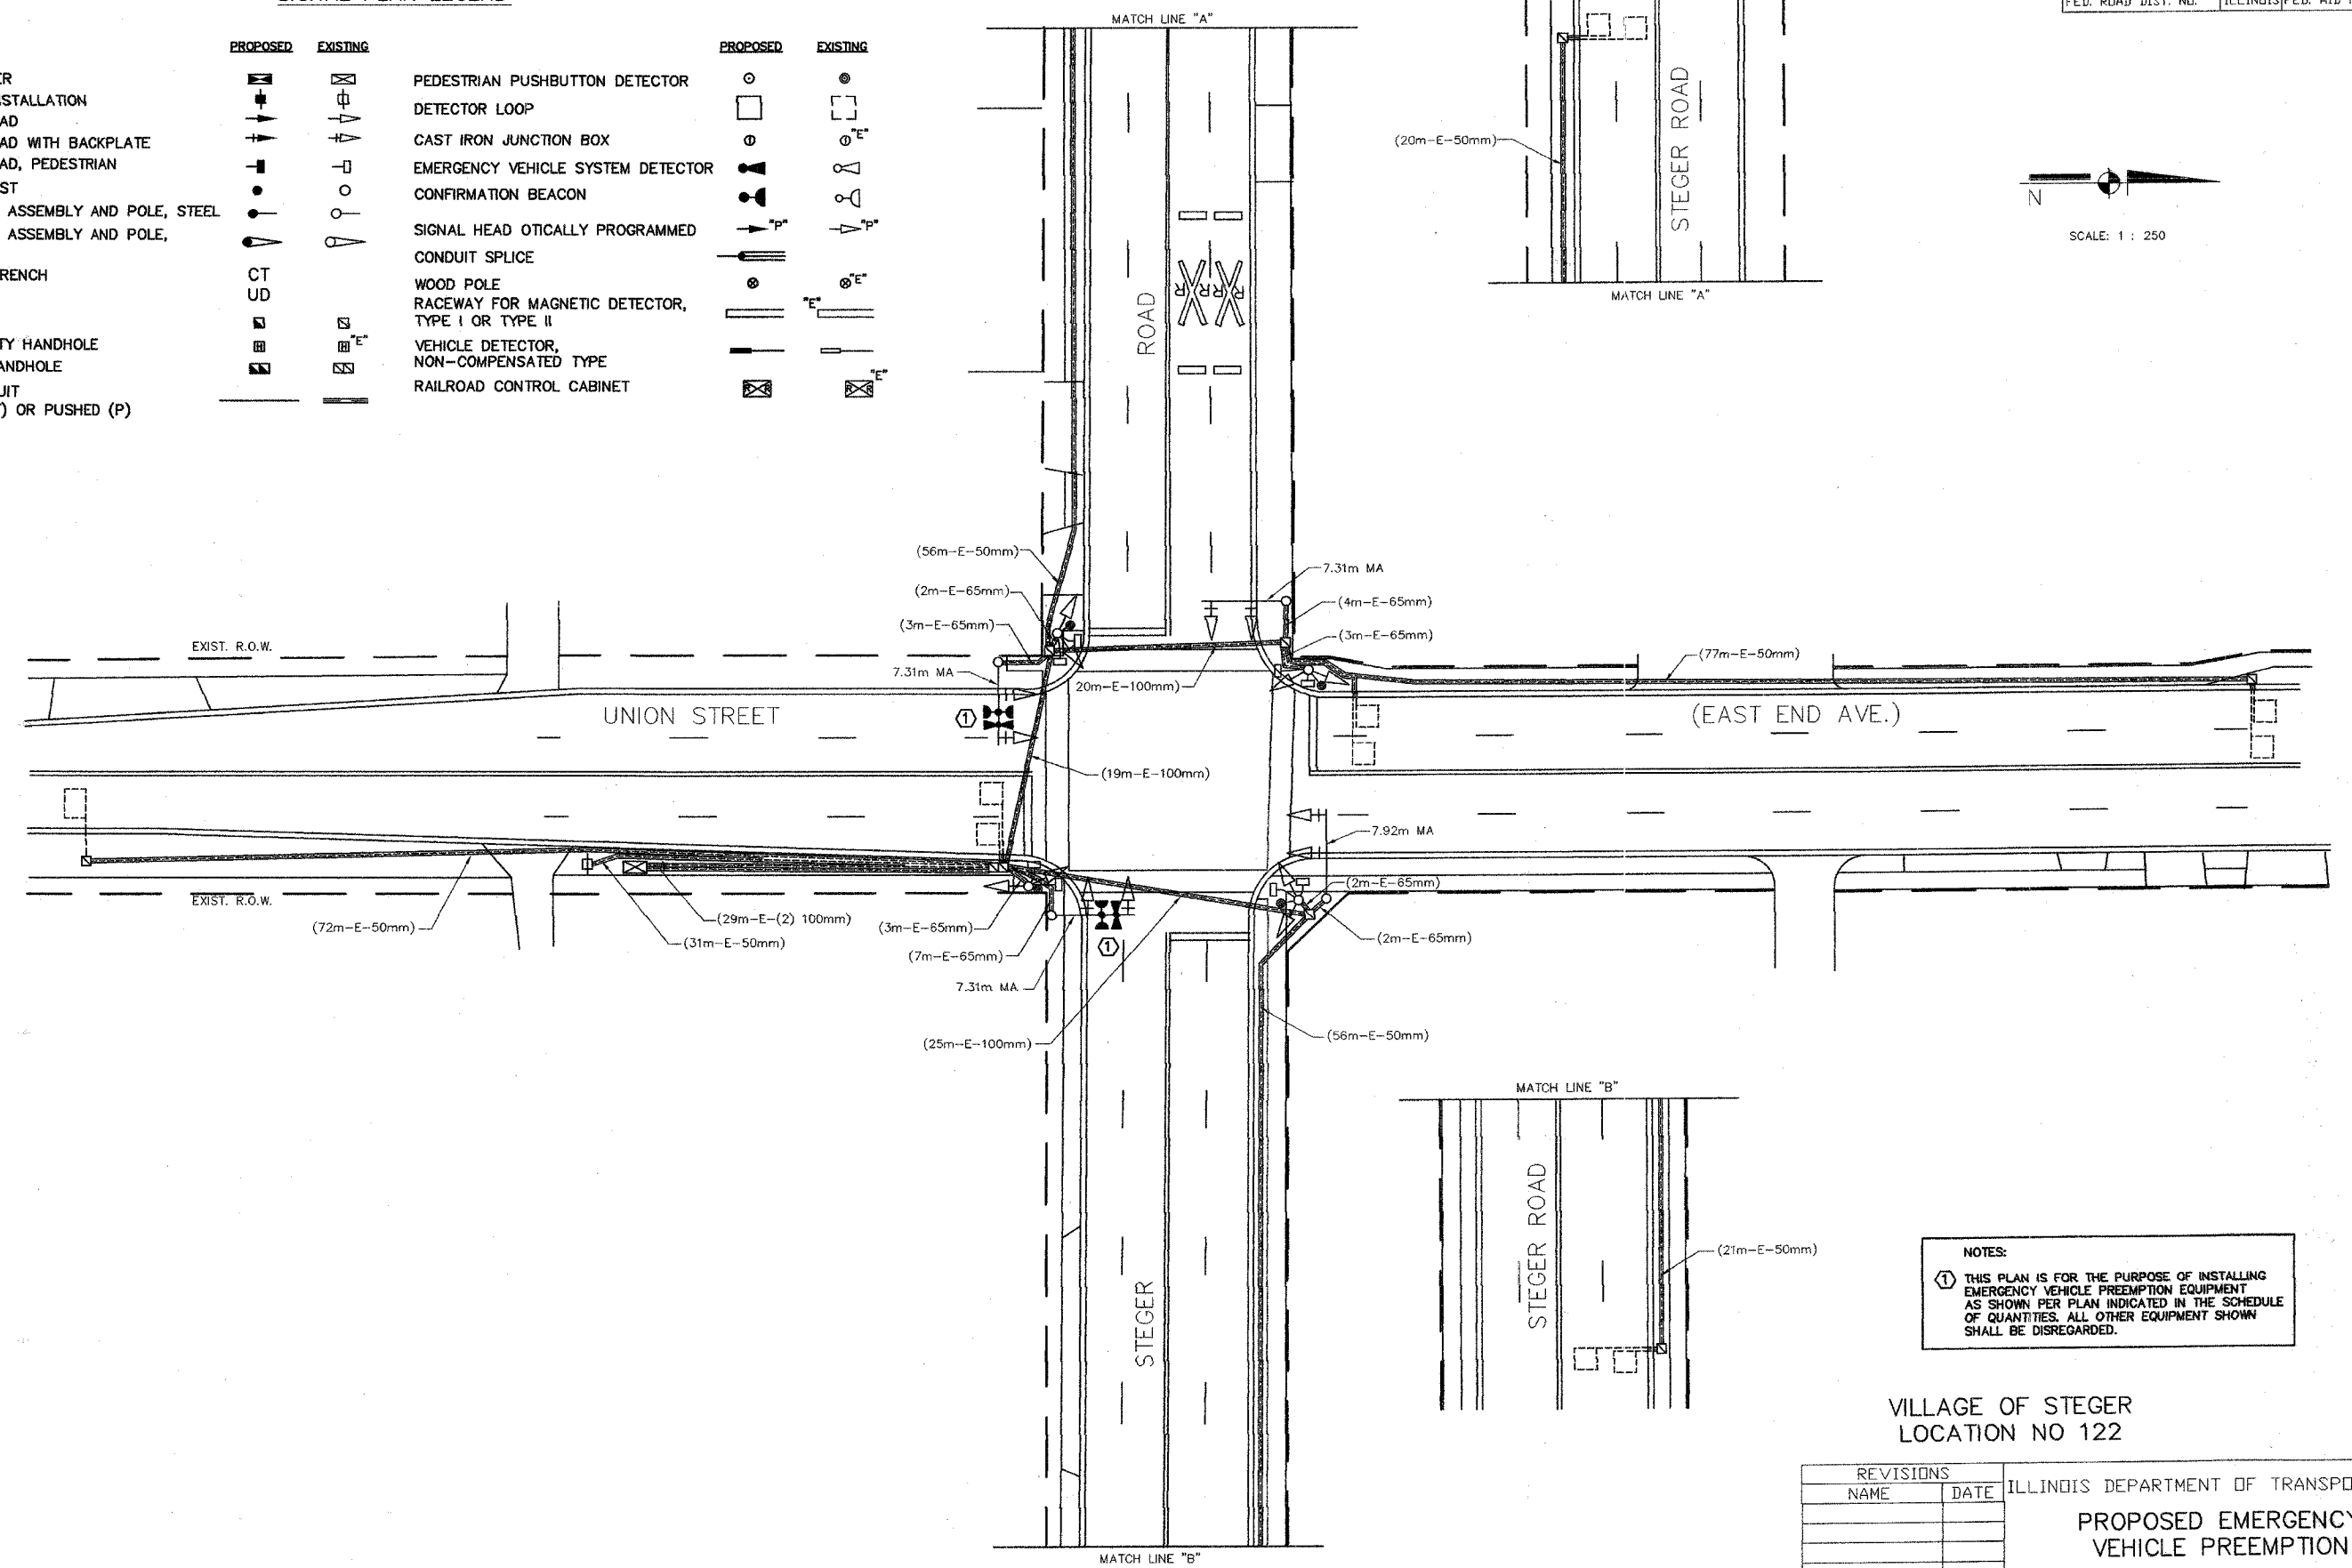 MATCH LINE "A"
ILLINOIS
PROPOSED EXISTING
PROPOSED EXISTING
PEDESTRIAN PUSHBUTTON DETECTOR
STALLATION
DETECTOR LOOP
AD
AD WITH BACKPLATE
CAST IRON JUNCTION BOX
"E"
AD, PEDESTRIAN
EMERGENCY VEHICLE SYSTEM DETECTOR
ST
CONFIRMATION BEACON
ASSEMBLY AND POLE, STEEL
ASSEMBLY AND POLE,
SIGNAL HEAD OTICALLY PROGRAMMED
"P" "P"
CONDUIT SPLICE
RENCH
CT
UD
WOOD POLE
"E"
RACEWAY FOR MAGNETIC DETECTOR,
TYPE I OR TYPE II
"E"
TY HANDHOLE
"E"
VEHICLE DETECTOR,
NON-COMPENSATED TYPE
ANDHOLE
RAILROAD CONTROL CABINET
"E"
UIT
) OR PUSHED (P)
(20m-E-50mm)
STEGER ROAD
MATCH LINE "A"
N
SCALE: 1 : 250
ROAD
R R R R
(56m-E-50mm)
(2m-E-65mm)
(3m-E-65mm)
7.31m MA
7.31m MA
(4m-E-65mm)
(3m-E-65mm)
20m-E-100mm)
(77m-E-50mm)
EXIST. R.O.W.
UNION STREET
1
(EAST END AVE.)
(19m-E-100mm)
7.92m MA
(2m-E-65mm)
(2m-E-65mm)
EXIST. R.O.W.
(72m-E-50mm)
(29m-E-(2) 100mm)
(31m-E-50mm)
(3m-E-65mm)
(7m-E-65mm)
1
7.31m MA
(25m-E-100mm)
(56m-E-50mm)
MATCH LINE "B"
STEGER ROAD
(21m-E-50mm)
STEGER
MATCH LINE "B"
NOTES:
1 THIS PLAN IS FOR THE PURPOSE OF INSTALLING
EMERGENCY VEHICLE PREEMPTION EQUIPMENT
AS SHOWN PER PLAN INDICATED IN THE SCHEDULE
OF QUANTITIES. ALL OTHER EQUIPMENT SHOWN
SHALL BE DISREGARDED.
VILLAGE OF STEGER
LOCATION NO 122
REVISIONS
NAME DATE
ILLINOIS DEPARTMENT OF TRANSPO
PROPOSED EMERGENCY
VEHICLE PREEMPTION